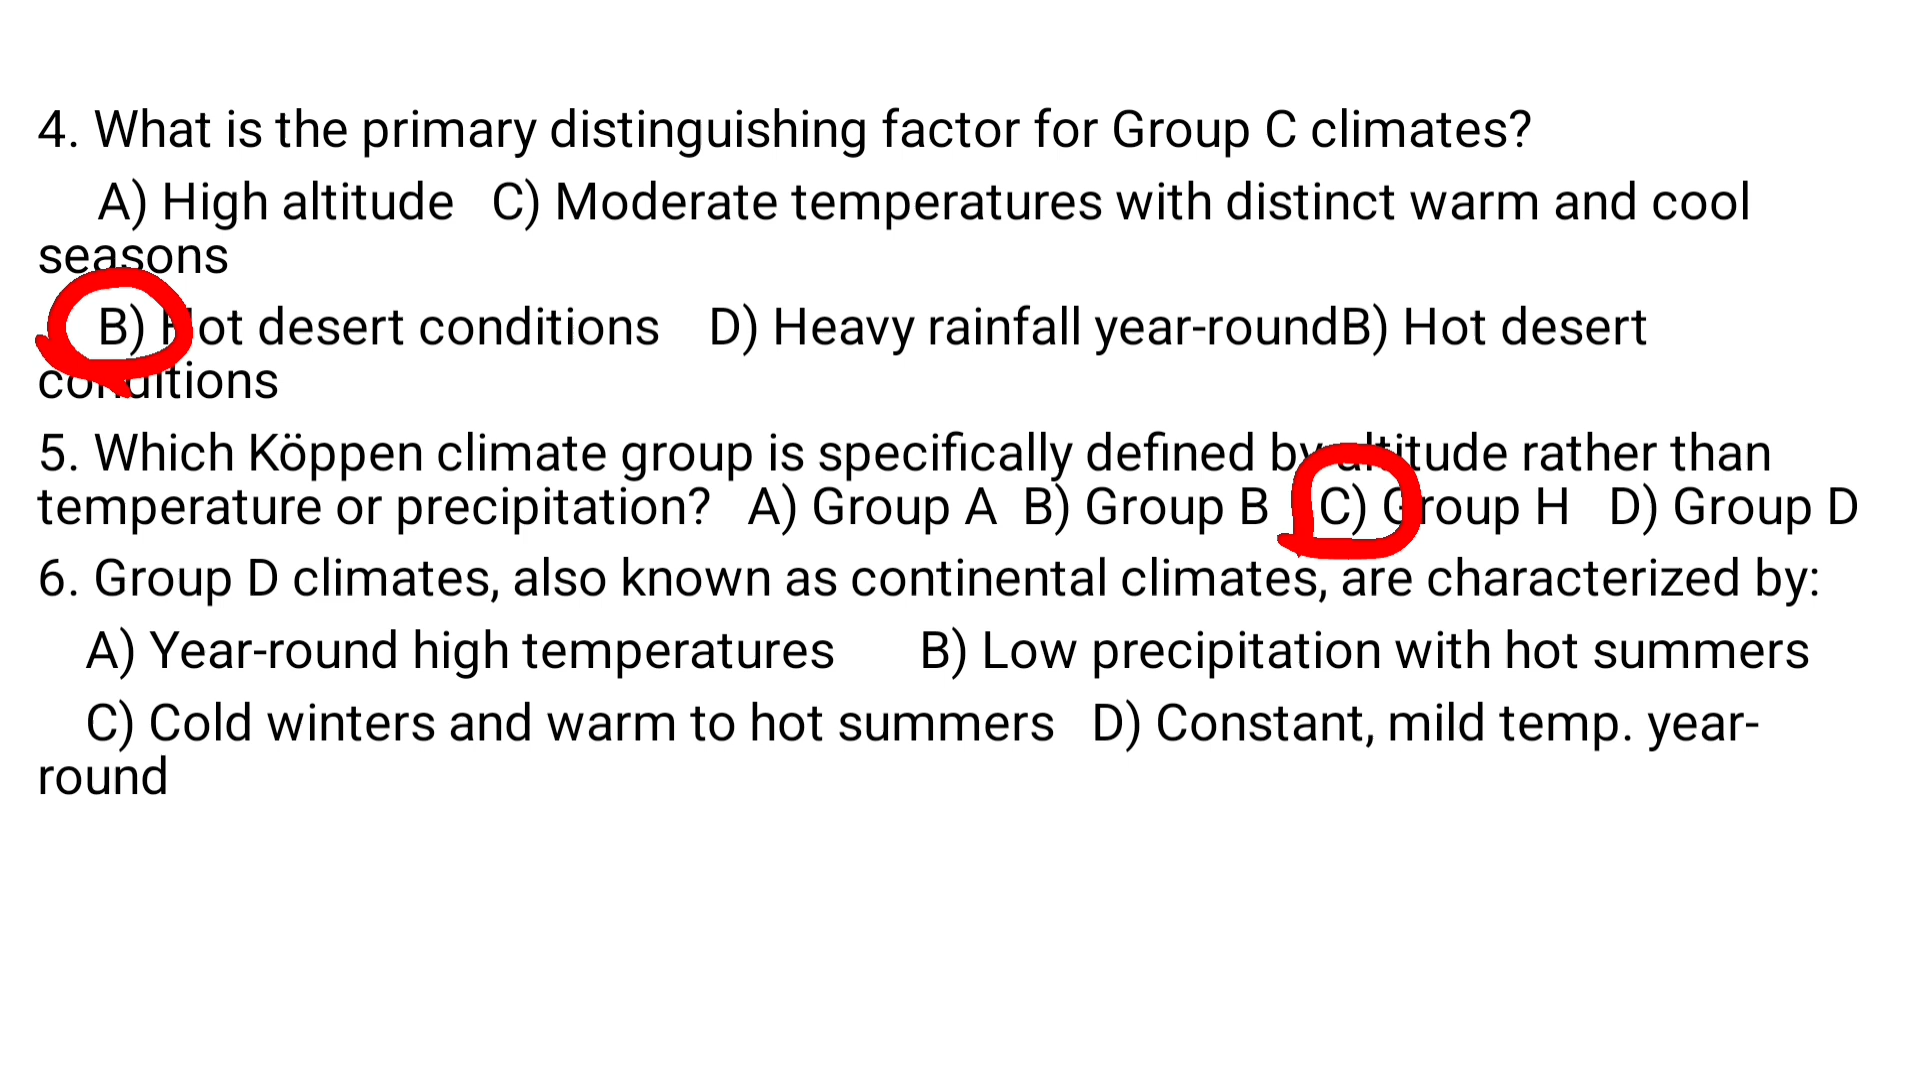 4. What is the primary distinguishing factor for Group C climates?
A) High altitude C) Moderate temperatures with distinct warm and cool
seasons
B) Hot desert conditions D) Heavy rainfall year-roundB) Hot desert
conditions
5. Which Köppen climate group is specifically defined by altitude rather than
temperature or precipitation? A) Group A B) Group B C) Group H D) Group D
6. Group D climates, also known as continental climates, are characterized by:
A) Year-round high temperatures B) Low precipitation with hot summers
C) Cold winters and warm to hot summers D) Constant, mild temp. year-
round